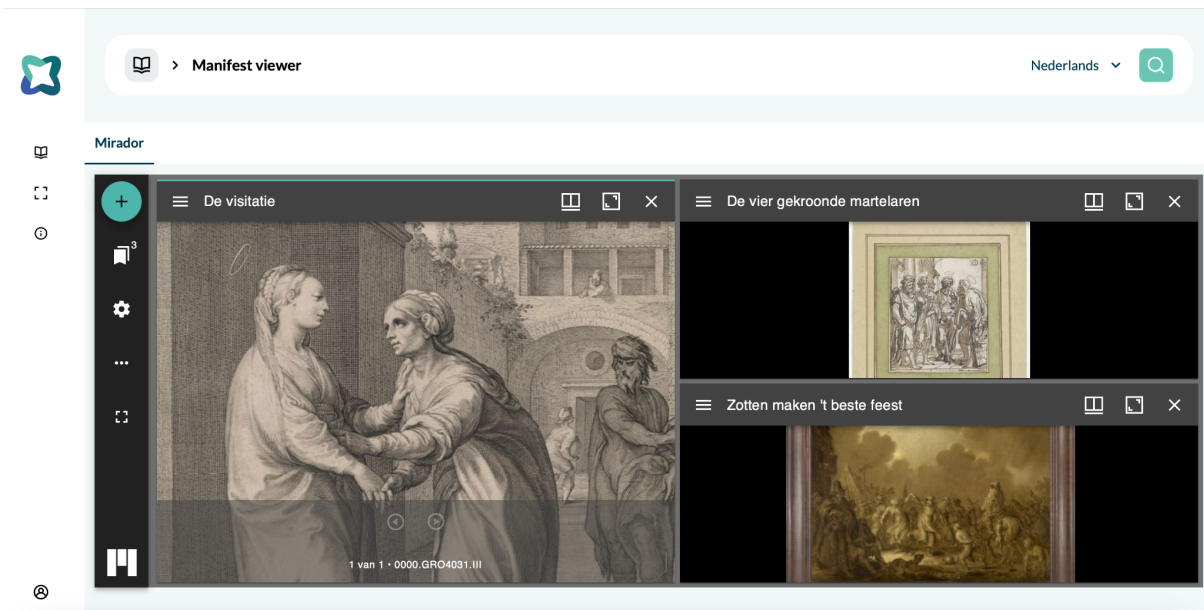 Manifest viewer
Nederlands
Mirador
3
De visitatie
1 van 1 • 0000.GRO4031.III
De vier gekroonde martelaren
Zotten maken 't beste feest